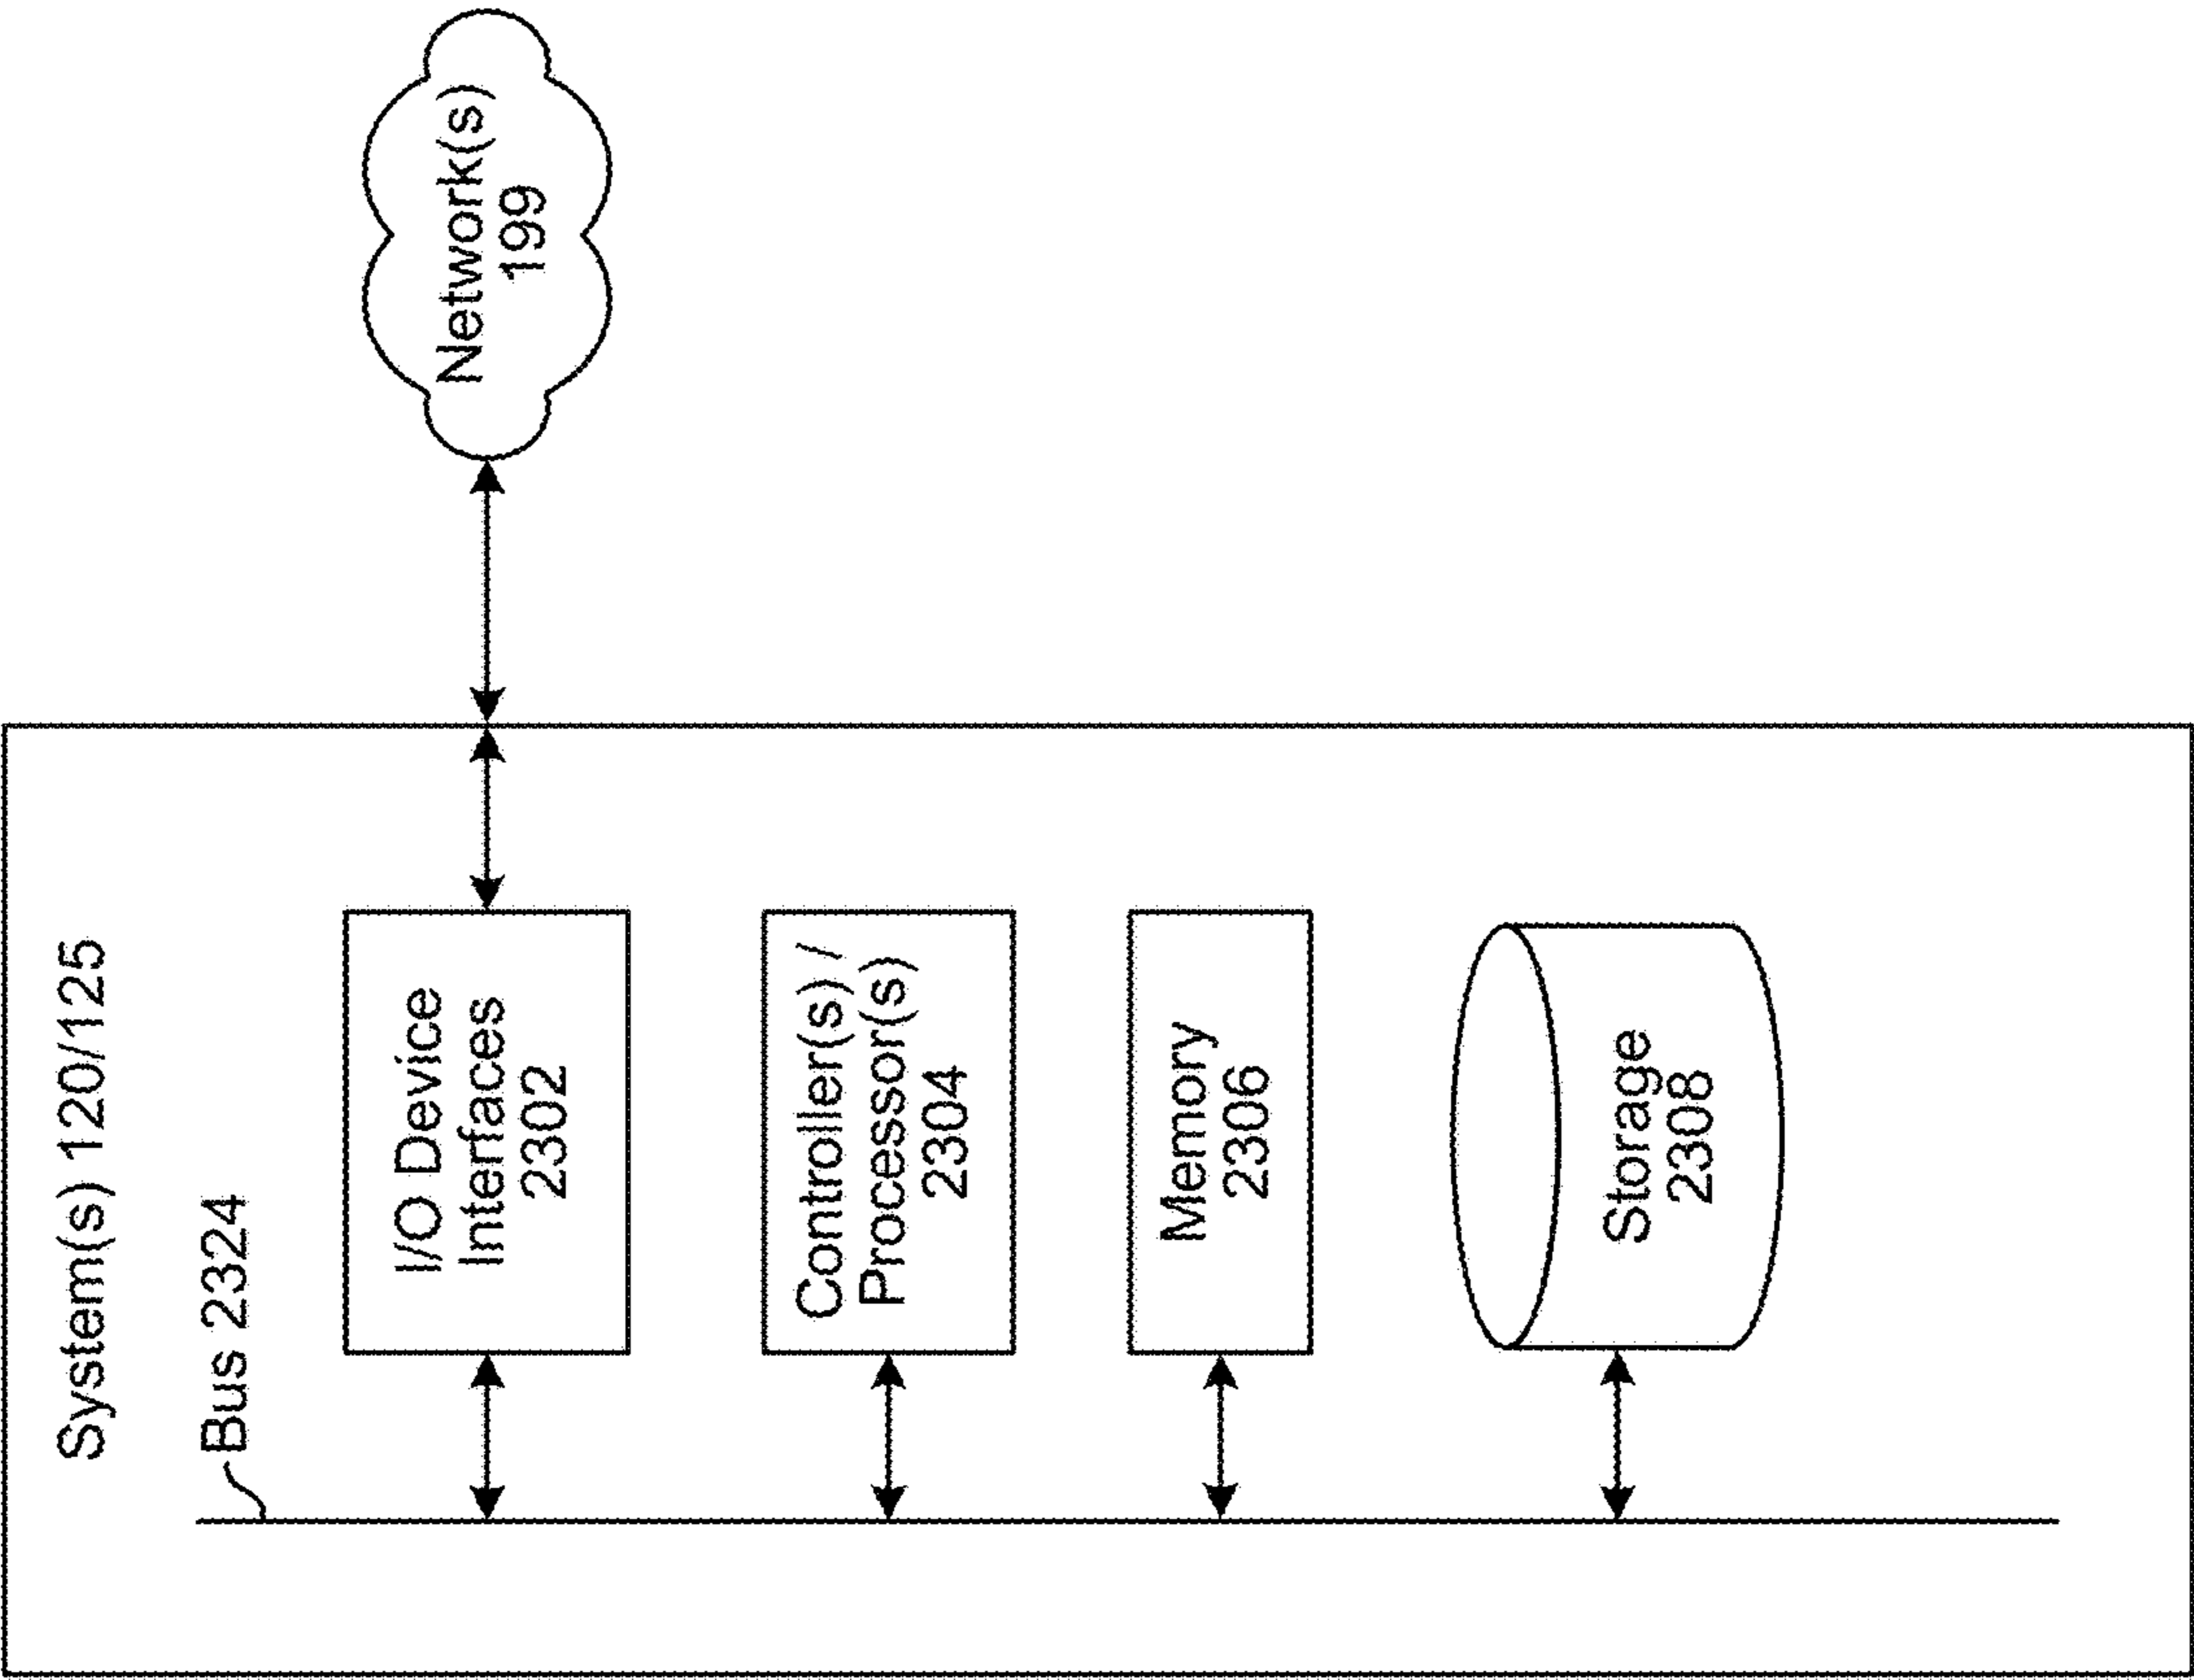 System(s) 120/125
Bus 2324
I/O Device
Interfaces
2302
Network(s)
199
Controller(s) /
Processor(s)
2304
Memory
2306
Storage
2308